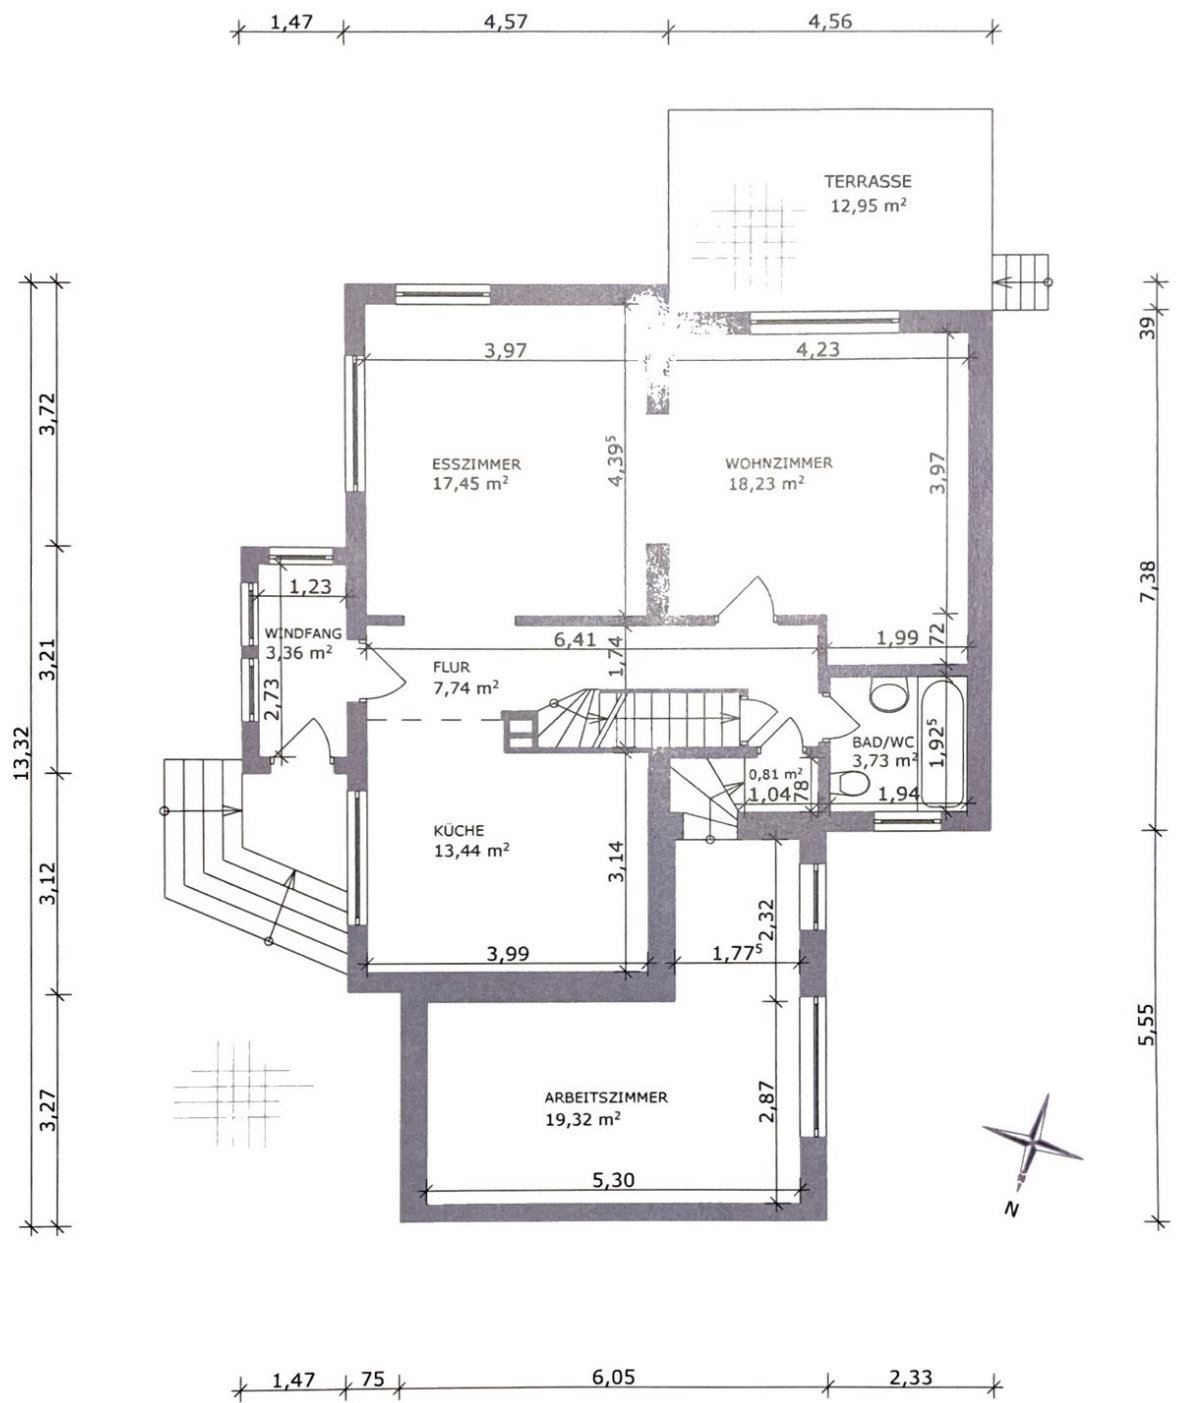 1,47
4,57
4,56
TERRASSE
12,95 m²
39
3,97
4,23
3,72
4,39⁵
ESSZIMMER
17,45 m²
WOHNZIMMER
18,23 m²
3,97
7,38
1,23
WINDFANG
3,36 m²
6,41
1,74
1,99
72
3,21
FLUR
7,74 m²
2,73
13,32
BAD/WC
3,73 m²
1,92⁵
0,81 m²
1,04
78
1,94
KÜCHE
13,44 m²
3,14
3,12
2,32
3,99
1,77⁵
5,55
ARBEITSZIMMER
19,32 m²
2,87
3,27
5,30
N
1,47
75
6,05
2,33